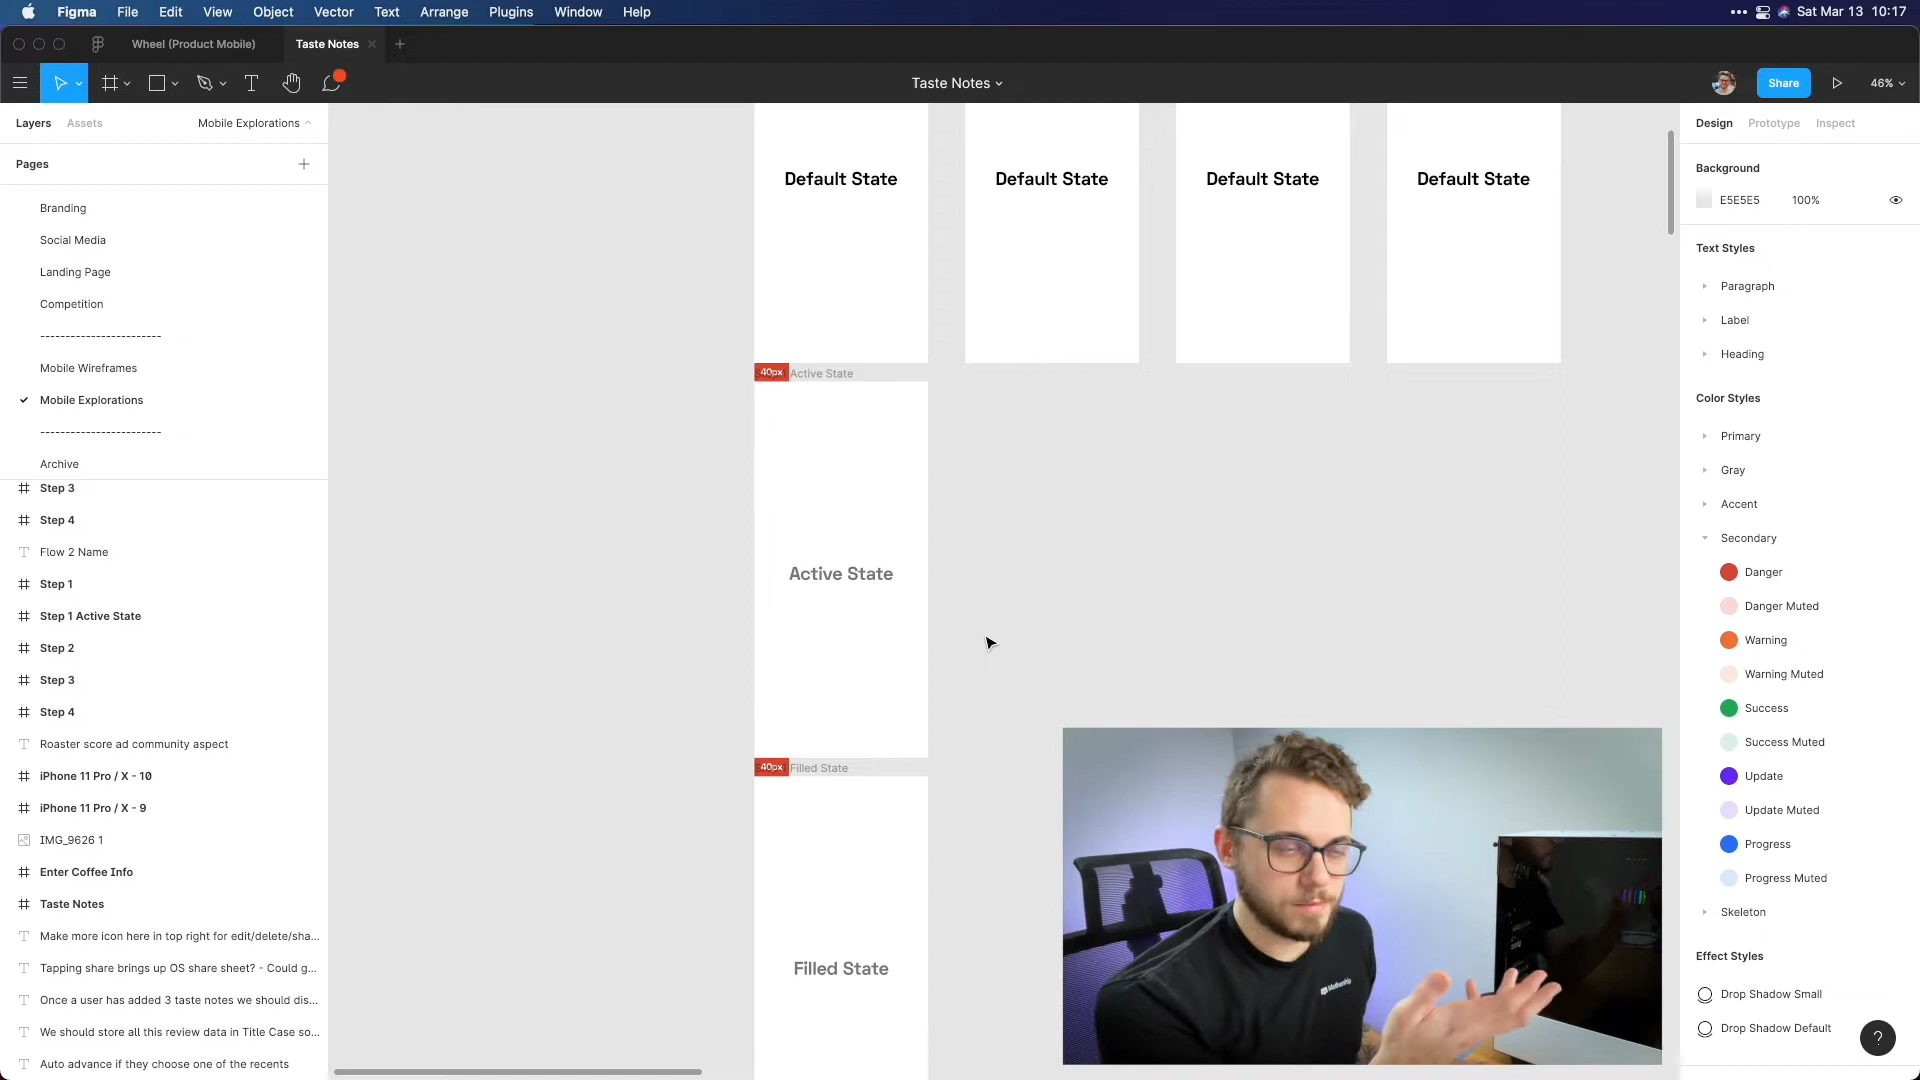 Figma File Edit View Object Vector Text Arrange Plugins Window Help
Sat Mar 13 10:17
Wheel (Product Mobile)
Taste Notes
Taste Notes
Share
46%
Layers Assets Mobile Explorations
Pages
Branding
Social Media
Landing Page
Competition
------------------------
Mobile Wireframes
Mobile Explorations
------------------------
Archive
Step 3
Step 4
Flow 2 Name
Step 1
Step 1 Active State
Step 2
Step 3
Step 4
Roaster score ad community aspect
iPhone 11 Pro / X - 10
iPhone 11 Pro / X - 9
IMG_9626 1
Enter Coffee Info
Taste Notes
Make more icon here in top right for edit/delete/sha...
Tapping share brings up OS share sheet? - Could g...
Once a user has added 3 taste notes we should dis...
We should store all this review data in Title Case so...
Auto advance if they choose one of the recents
Default State
Default State
Default State
Default State
40px
Active State
Active State
40px
Filled State
Filled State
Mothership
Design Prototype Inspect
Background
E5E5E5 100%
Text Styles
Paragraph
Label
Heading
Color Styles
Primary
Gray
Accent
Secondary
Danger
Danger Muted
Warning
Warning Muted
Success
Success Muted
Update
Update Muted
Progress
Progress Muted
Skeleton
Effect Styles
Drop Shadow Small
Drop Shadow Default
?